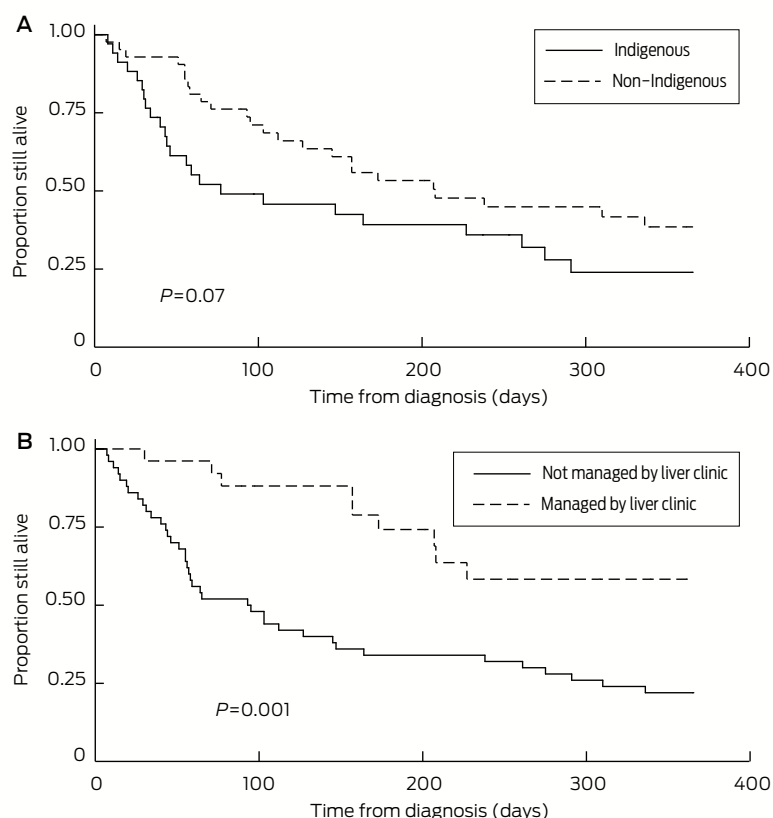 A
1.00
0.75
0.50
0.25
0
Proportion still alive
Indigenous
Non-Indigenous
P=0.07
0 100 200 300 400
Time from diagnosis (days)
B
1.00
0.75
0.50
0.25
0
Proportion still alive
Not managed by liver clinic
Managed by liver clinic
P=0.001
0 100 200 300 400
Time from diagnosis (days)